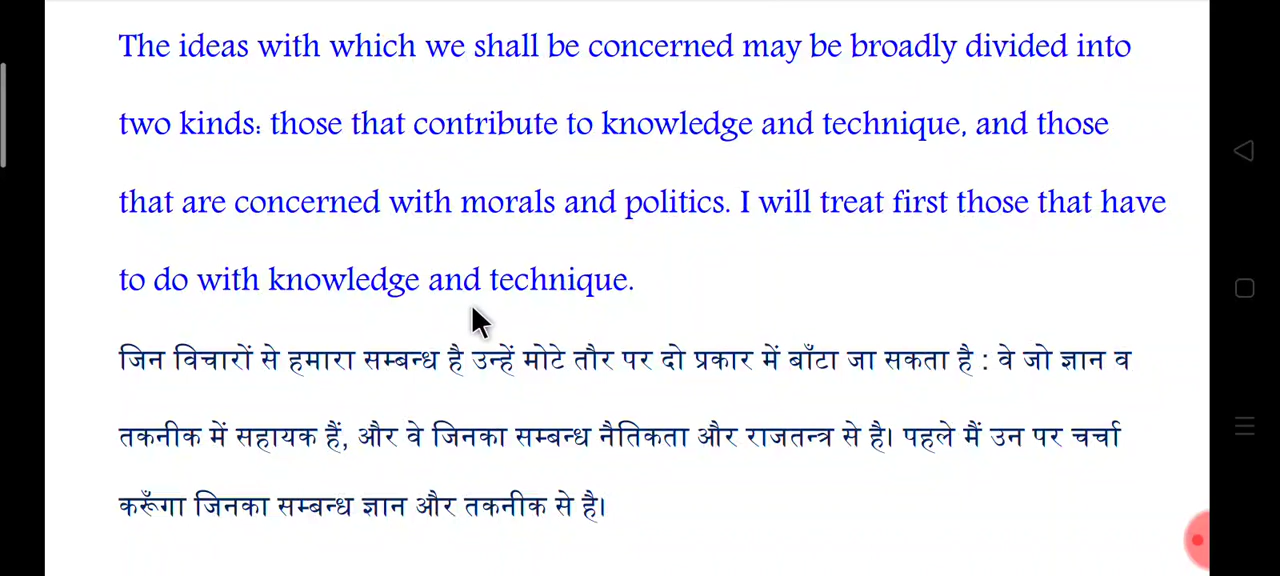 The ideas with which we shall be concerned may be broadly divided into
two kinds: those that contribute to knowledge and technique, and those
that are concerned with morals and politics. I will treat first those that have
to do with knowledge and technique.
जिन विचारों से हमारा सम्बन्ध है उन्हें मोटे तौर पर दो प्रकार में बाँटा जा सकता है : वे जो ज्ञान व
तकनीक में सहायक हैं, और वे जिनका सम्बन्ध नैतिकता और राजतन्त्र से है। पहले मैं उन पर चर्चा
करूँगा जिनका सम्बन्ध ज्ञान और तकनीक से है।